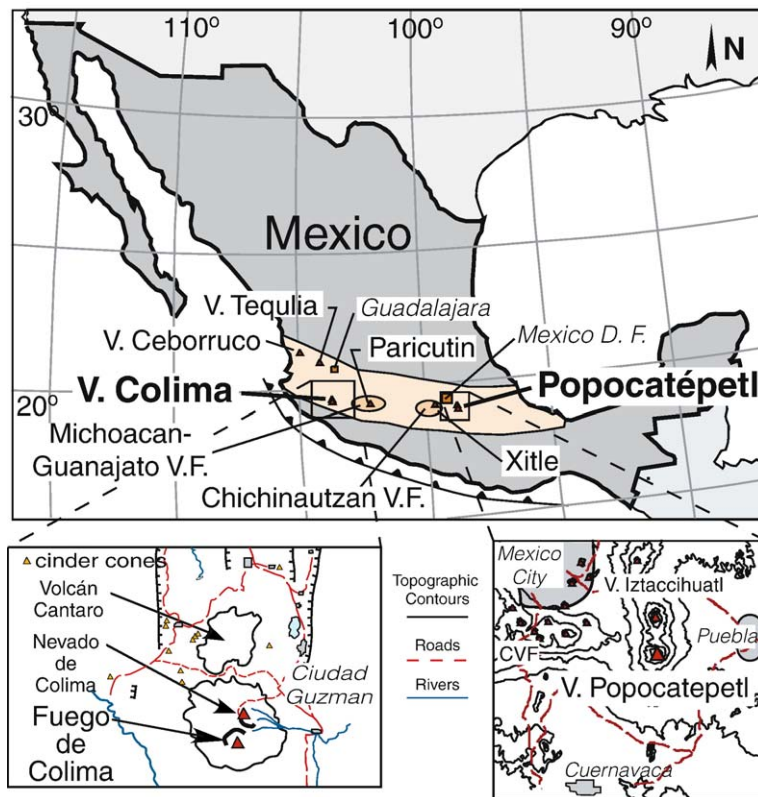 110°
100°
90°
N
30°
Mexico
V. Tequlia
Guadalajara
V. Ceborruco
Paricutin
Mexico D. F.
V. Colima
Popocatépetl
20°
Michoacan-
Guanajato V.F.
Xitle
Chichinautzan V.F.
cinder cones
Volcán
Cantaro
Nevado
de
Colima
Ciudad
Guzman
Fuego
de
Colima
Topographic
Contours
Roads
Rivers
Mexico
City
V. Iztaccihuatl
CVF
Puebla
V. Popocatepetl
Cuernavaca